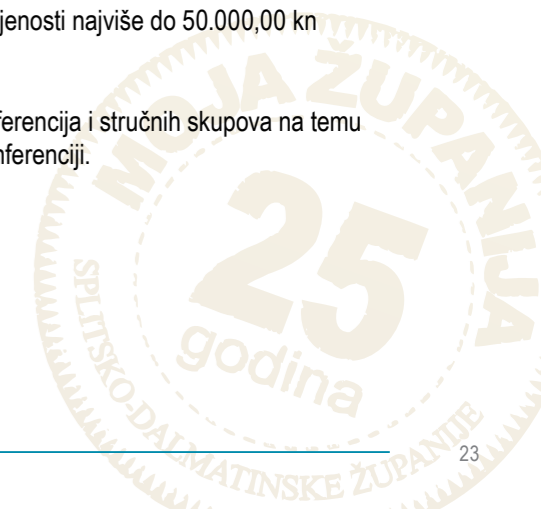 jenosti najviše do 50.000,00 kn
ferencija i stručnih skupova na temu
nferenciji.
MOJA ŽUPANIJA
25
godina
SPLITSKO-DALMATINSKE ŽUPANIJE
23